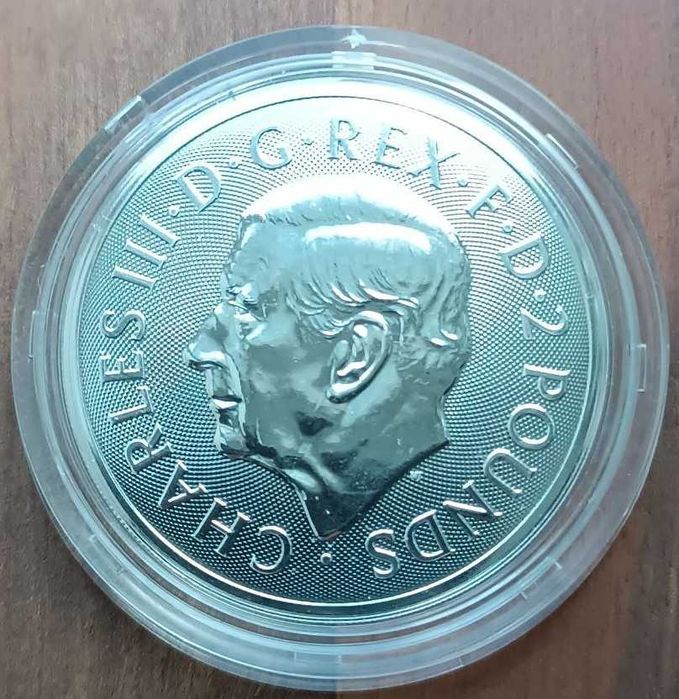 · CHARLES III · D · G · REX · F · D · 2 POUNDS